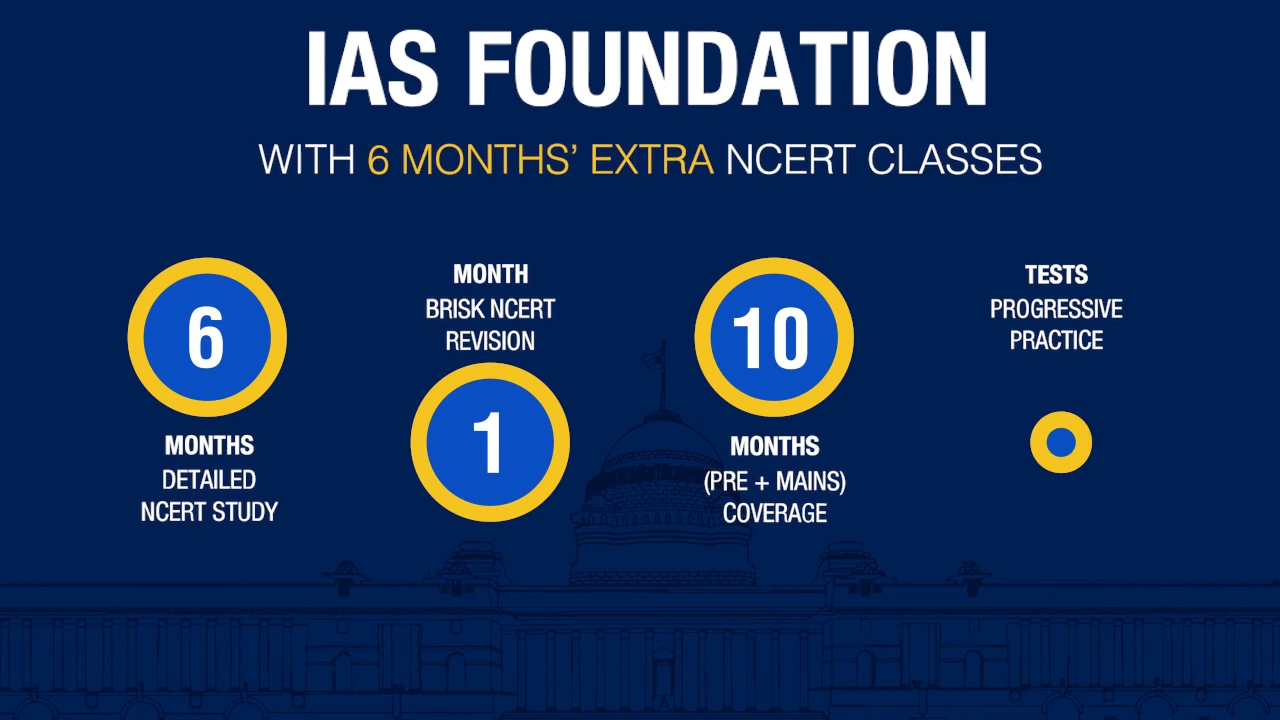 IAS FOUNDATION
WITH 6 MONTHS’ EXTRA NCERT CLASSES
6
MONTHS
DETAILED
NCERT STUDY
MONTH
BRISK NCERT
REVISION
1
10
MONTHS
(PRE + MAINS)
COVERAGE
TESTS
PROGRESSIVE
PRACTICE